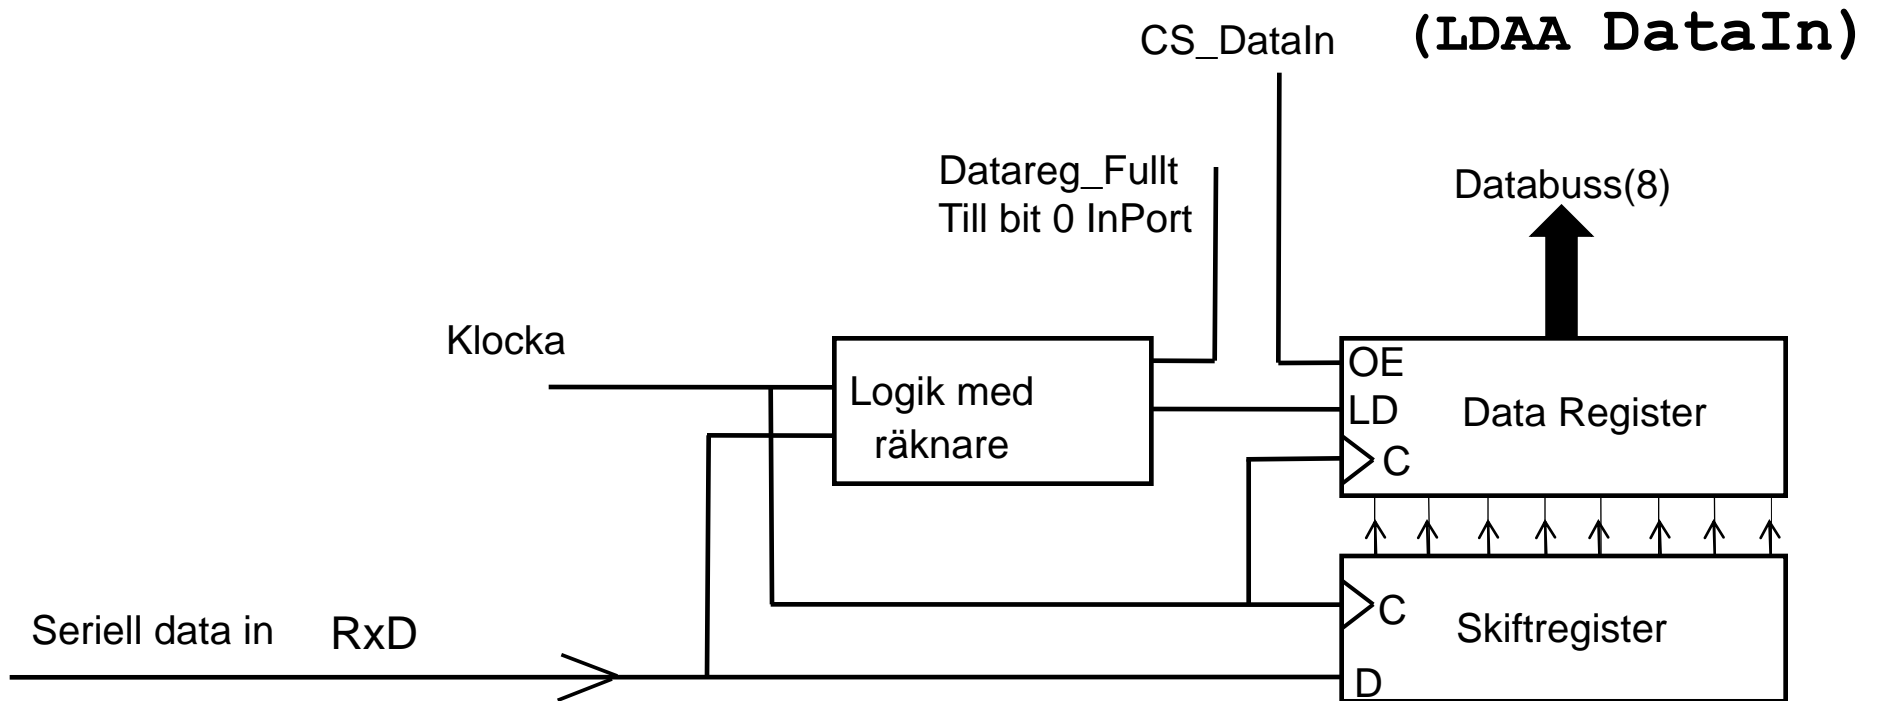 CS_DataIn
(LDAA DataIn)
Datareg_Fullt
Till bit 0 InPort
Databuss(8)
Klocka
Logik med
räknare
OE
LD
C
Data Register
Seriell data in RxD
C
D
Skiftregister